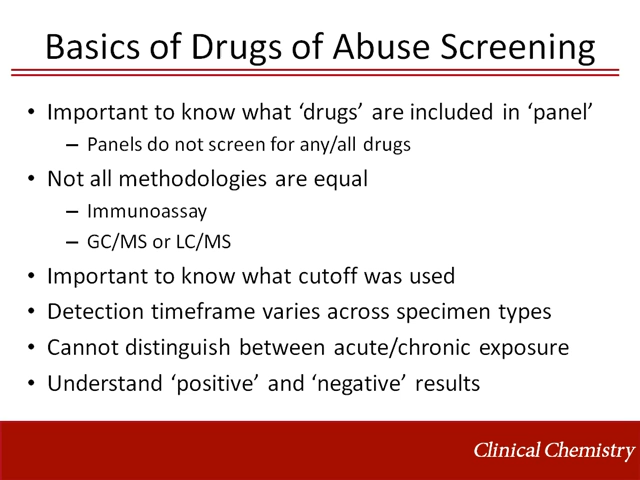 Basics of Drugs of Abuse Screening
• Important to know what ‘drugs’ are included in ‘panel’
– Panels do not screen for any/all drugs
• Not all methodologies are equal
– Immunoassay
– GC/MS or LC/MS
• Important to know what cutoff was used
• Detection timeframe varies across specimen types
• Cannot distinguish between acute/chronic exposure
• Understand ‘positive’ and ‘negative’ results
Clinical Chemistry